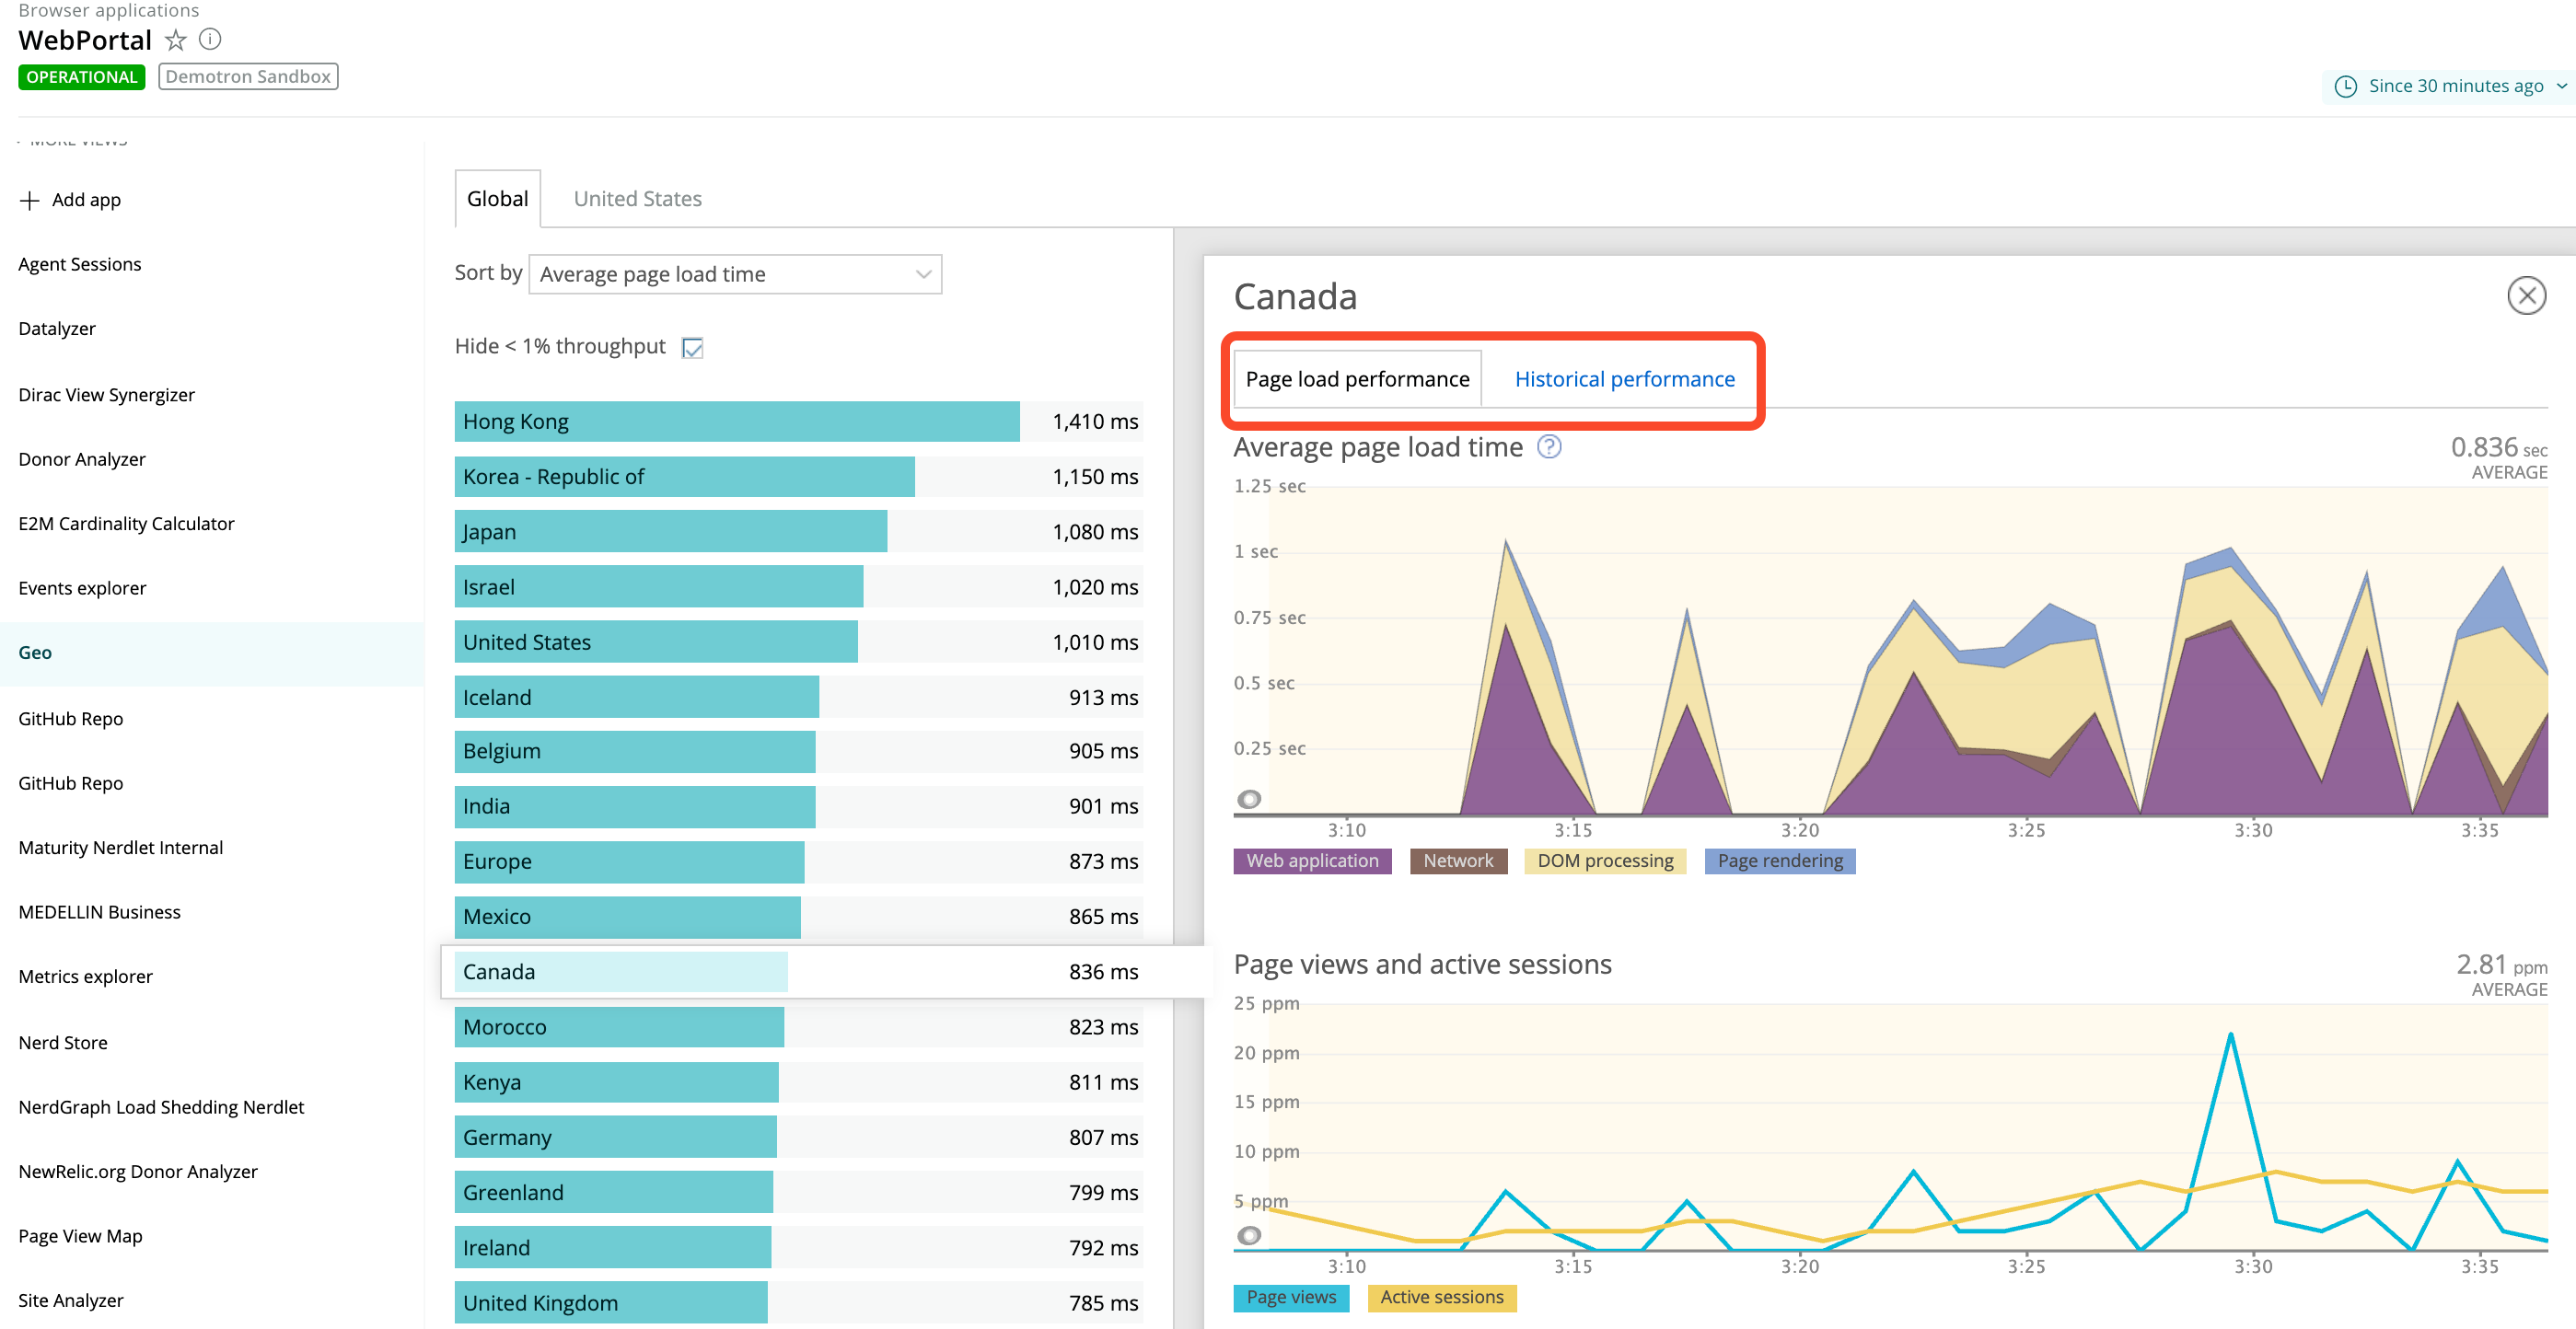 Browser applications
WebPortal
OPERATIONAL Demotron Sandbox
Since 30 minutes ago
MORE VIEWS
Add app
Agent Sessions
Datalyzer
Dirac View Synergizer
Donor Analyzer
E2M Cardinality Calculator
Events explorer
Geo
GitHub Repo
GitHub Repo
Maturity Nerdlet Internal
MEDELLIN Business
Metrics explorer
Nerd Store
NerdGraph Load Shedding Nerdlet
NewRelic.org Donor Analyzer
Page View Map
Site Analyzer
Global United States
Sort by Average page load time
Hide < 1% throughput
Hong Kong 1,410 ms
Korea - Republic of 1,150 ms
Japan 1,080 ms
Israel 1,020 ms
United States 1,010 ms
Iceland 913 ms
Belgium 905 ms
India 901 ms
Europe 873 ms
Mexico 865 ms
Canada 836 ms
Morocco 823 ms
Kenya 811 ms
Germany 807 ms
Greenland 799 ms
Ireland 792 ms
United Kingdom 785 ms
Canada
Page load performance Historical performance
Average page load time ? 0.836 sec
AVERAGE
1.25 sec
1 sec
0.75 sec
0.5 sec
0.25 sec
3:10 3:15 3:20 3:25 3:30 3:35
Web application Network DOM processing Page rendering
Page views and active sessions 2.81 ppm
AVERAGE
25 ppm
20 ppm
15 ppm
10 ppm
5 ppm
3:10 3:15 3:20 3:25 3:30 3:35
Page views Active sessions